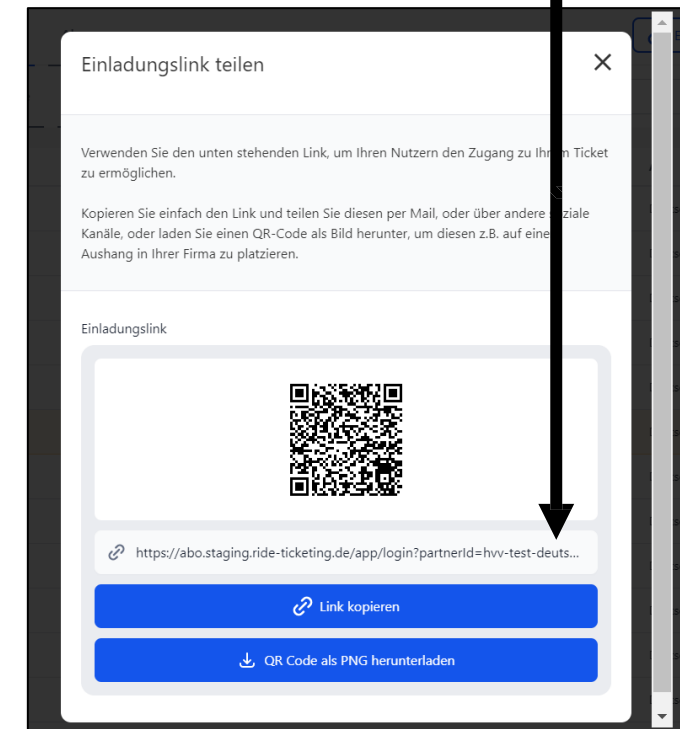 Einladungslink teilen
Verwenden Sie den unten stehenden Link, um Ihren Nutzern den Zugang zu Ticket
zu ermöglichen.
Kopieren Sie einfach den Link und teilen Sie diesen per Mail, oder über andere
Kanäle, oder laden Sie einen QR-Code als Bild herunter, um diesen z.B. auf
Aushang in Ihrer Firma zu platzieren.
Einladungslink
https://abo.staging.ride-ticketing.de/app/login?partnerId=hvv-test-deuts...
Link kopieren
QR Code als PNG herunterladen